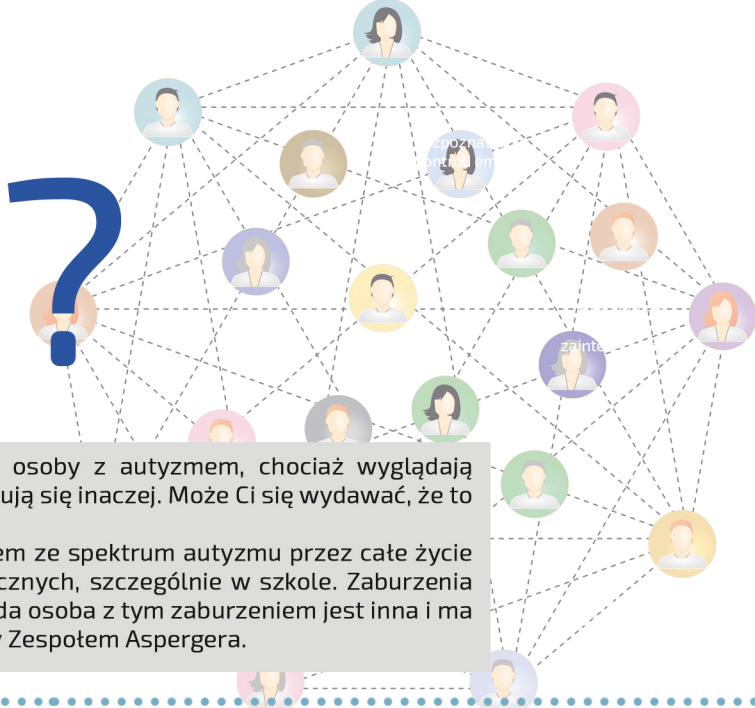 ?
osoby z autyzmem, chociaż wyglądają
ują się inaczej. Może Ci się wydawać, że to
em ze spektrum autyzmu przez całe życie
cznych, szczególnie w szkole. Zaburzenia
da osoba z tym zaburzeniem jest inna i ma
y Zespołem Aspergera.